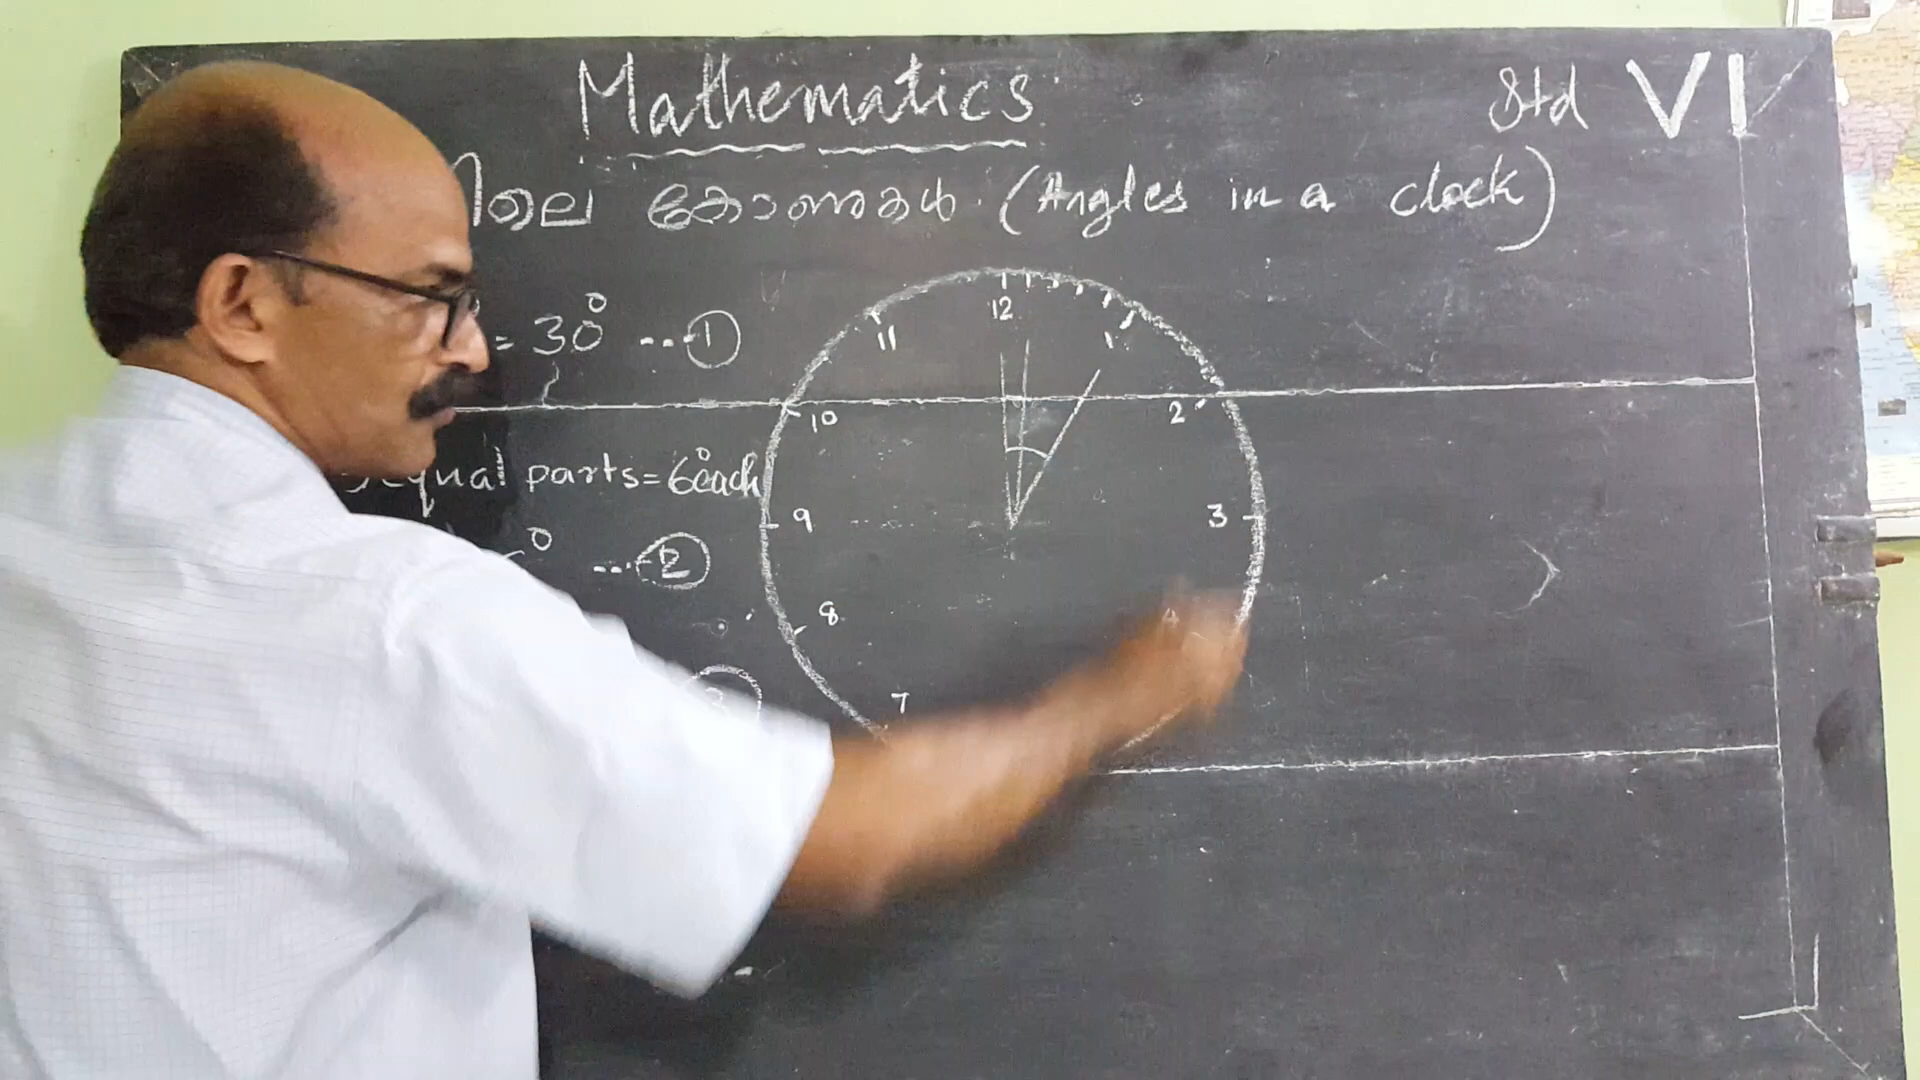 Mathematics
Std VI
ിലെ കോണുകൾ. (Angles in a clock)
= 30° ---①
equal parts = 6° each
° ---②
12
11
1
10
2
9
3
8
7